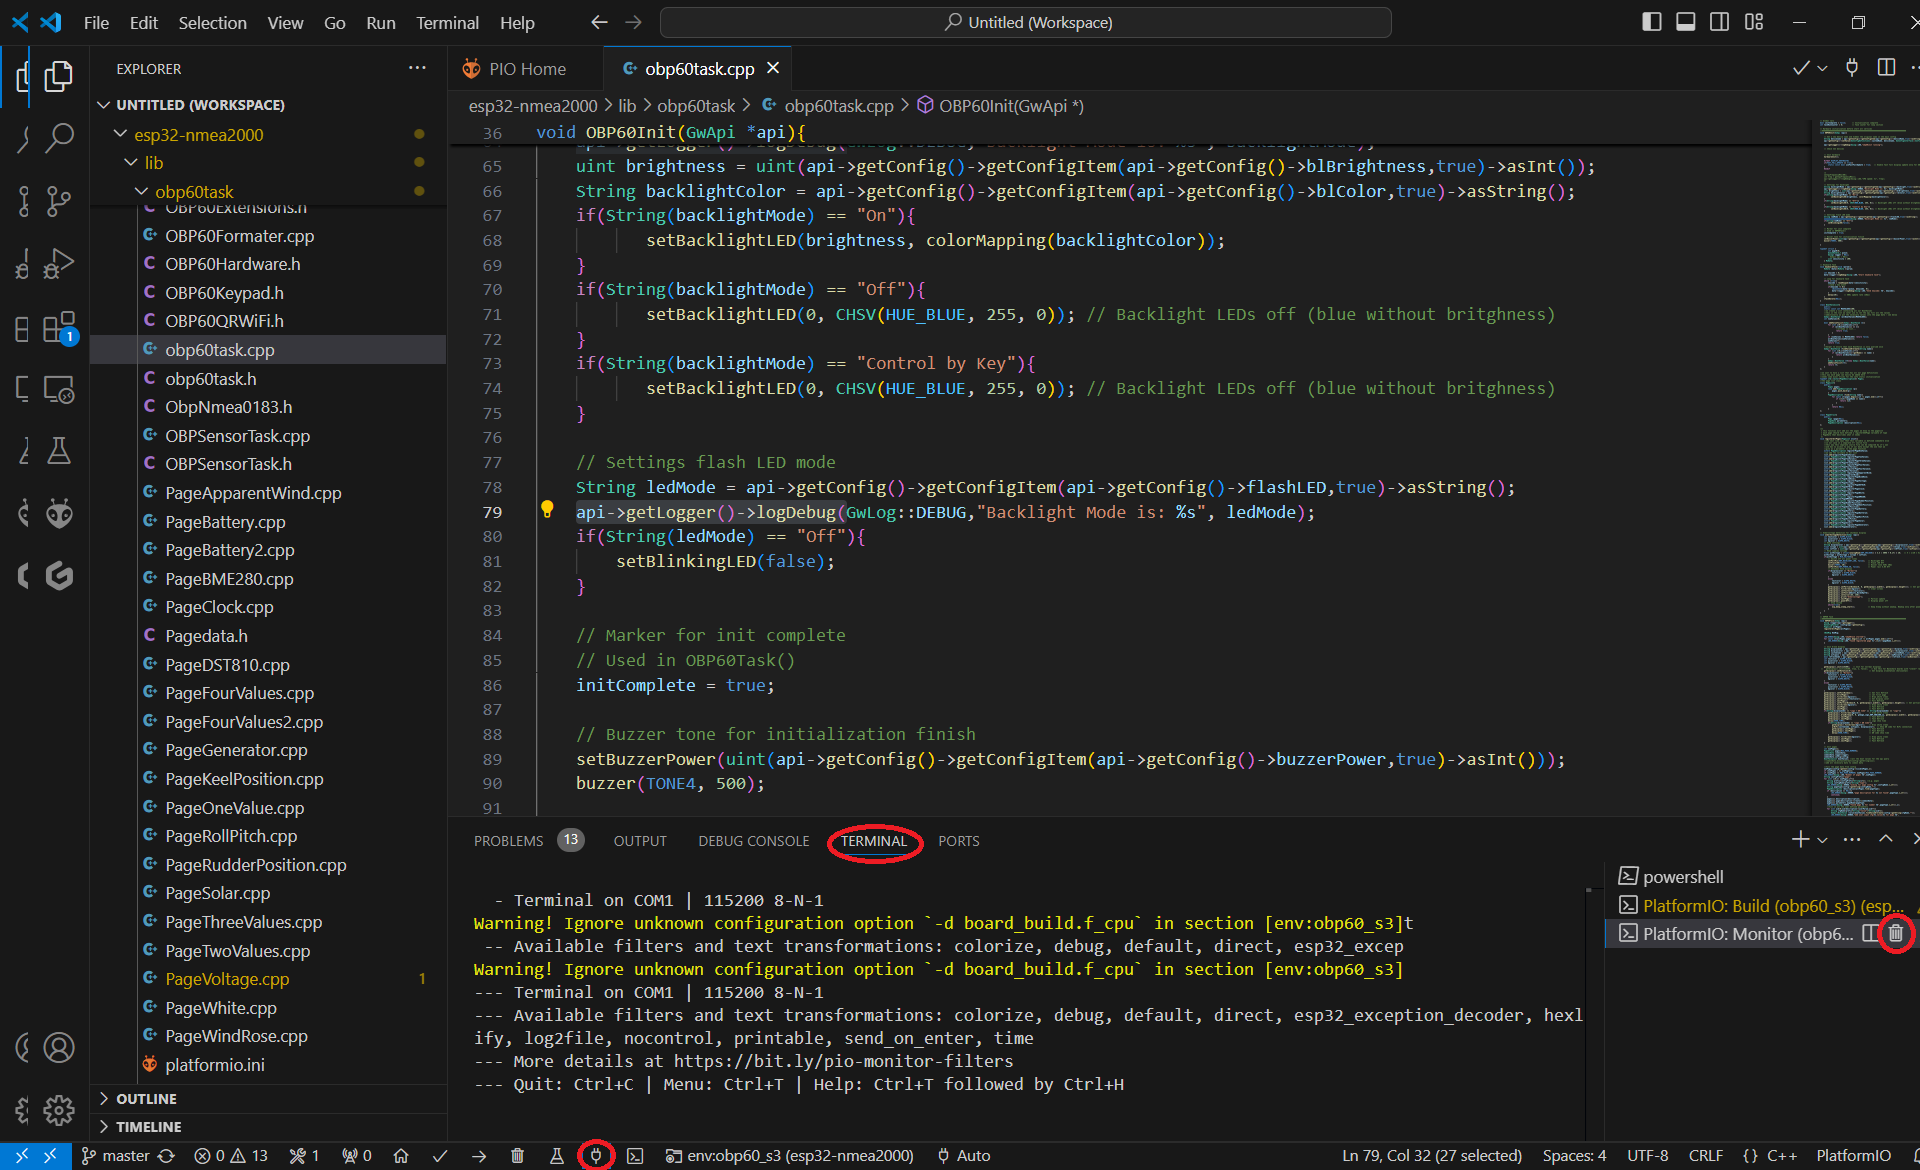 File Edit Selection View Go Run Terminal Help
Untitled (Workspace)
EXPLORER
UNTITLED (WORKSPACE)
esp32-nmea2000
lib
obp60task
OBP60Extensions.h
OBP60Formater.cpp
OBP60Hardware.h
OBP60Keypad.h
OBP60QRWiFi.h
obp60task.cpp
obp60task.h
ObpNmea0183.h
OBPSensorTask.cpp
OBPSensorTask.h
PageApparentWind.cpp
PageBattery.cpp
PageBattery2.cpp
PageBME280.cpp
PageClock.cpp
Pagedata.h
PageDST810.cpp
PageFourValues.cpp
PageFourValues2.cpp
PageGenerator.cpp
PageKeelPosition.cpp
PageOneValue.cpp
PageRollPitch.cpp
PageRudderPosition.cpp
PageSolar.cpp
PageThreeValues.cpp
PageTwoValues.cpp
PageVoltage.cpp 1
PageWhite.cpp
PageWindRose.cpp
platformio.ini
OUTLINE
TIMELINE
1
PIO Home
obp60task.cpp
esp32-nmea2000 > lib > obp60task > obp60task.cpp > OBP60Init(GwApi *)
36 void OBP60Init(GwApi *api){
65 uint brightness = uint(api->getConfig()->getConfigItem(api->getConfig()->blBrightness,true)->asInt());
66 String backlightColor = api->getConfig()->getConfigItem(api->getConfig()->blColor,true)->asString();
67 if(String(backlightMode) == "On"){
68 setBacklightLED(brightness, colorMapping(backlightColor));
69 }
70 if(String(backlightMode) == "Off"){
71 setBacklightLED(0, CHSV(HUE_BLUE, 255, 0)); // Backlight LEDs off (blue without britghness)
72 }
73 if(String(backlightMode) == "Control by Key"){
74 setBacklightLED(0, CHSV(HUE_BLUE, 255, 0)); // Backlight LEDs off (blue without britghness)
75 }
76
77 // Settings flash LED mode
78 String ledMode = api->getConfig()->getConfigItem(api->getConfig()->flashLED,true)->asString();
79 api->getLogger()->logDebug(GwLog::DEBUG,"Backlight Mode is: %s", ledMode);
80 if(String(ledMode) == "Off"){
81 setBlinkingLED(false);
82 }
83
84 // Marker for init complete
85 // Used in OBP60Task()
86 initComplete = true;
87
88 // Buzzer tone for initialization finish
89 setBuzzerPower(uint(api->getConfig()->getConfigItem(api->getConfig()->buzzerPower,true)->asInt()));
90 buzzer(TONE4, 500);
91
PROBLEMS 13 OUTPUT DEBUG CONSOLE TERMINAL PORTS
- Terminal on COM1 | 115200 8-N-1
Warning! Ignore unknown configuration option `-d board_build.f_cpu` in section [env:obp60_s3]t
-- Available filters and text transformations: colorize, debug, default, direct, esp32_excep
Warning! Ignore unknown configuration option `-d board_build.f_cpu` in section [env:obp60_s3]
--- Terminal on COM1 | 115200 8-N-1
--- Available filters and text transformations: colorize, debug, default, direct, esp32_exception_decoder, hexl
ify, log2file, nocontrol, printable, send_on_enter, time
--- More details at https://bit.ly/pio-monitor-filters
--- Quit: Ctrl+C | Menu: Ctrl+T | Help: Ctrl+T followed by Ctrl+H
powershell
PlatformIO: Build (obp60_s3) (esp...
PlatformIO: Monitor (obp6...
master 0 13 1 0 env:obp60_s3 (esp32-nmea2000) Auto Ln 79, Col 32 (27 selected) Spaces: 4 UTF-8 CRLF {} C++ PlatformIO